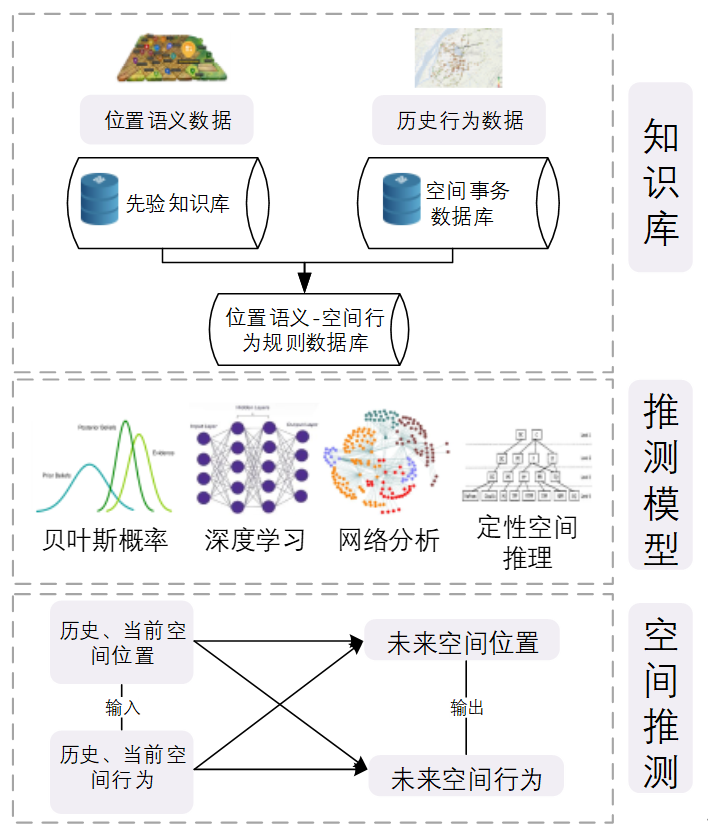 位置语义数据
历史行为数据
先验知识库
空间事务
数据库
位置语义-空间行
为规则数据库
知识库
Posterior Beliefs
Prior Beliefs
Evidence
Hidden Layers
Input Layer
Output Layer
贝叶斯概率
深度学习
网络分析
定性空间
推理
推测模型
历史、当前空
间位置
未来空间位置
输入
输出
历史、当前空
间行为
未来空间行为
空间推测